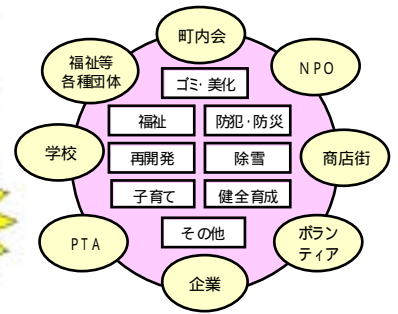 町内会
福祉等
各種団体
NPO
ゴミ・美化
福祉
防犯・防災
学校
再開発
除雪
商店街
子育て
健全育成
その他
PTA
ボラン
ティア
企業